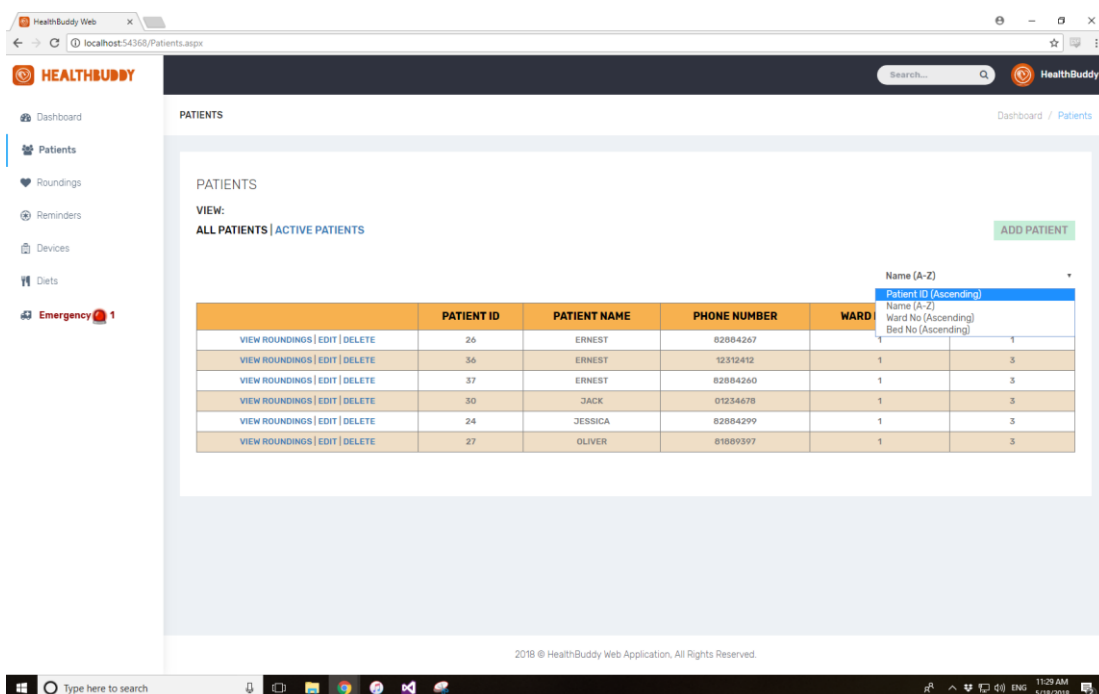 HealthBuddy Web
localhost:54368/Patients.aspx
HEALTHBUDDY
Search...
HealthBuddy
Dashboard
PATIENTS
Dashboard / Patients
Patients
Roundings
Reminders
Devices
Diets
Emergency 1
PATIENTS
VIEW:
ALL PATIENTS | ACTIVE PATIENTS
ADD PATIENT
Name (A-Z)
Patient ID (Ascending)
Name (A-Z)
Ward No (Ascending)
Bed No (Ascending)
PATIENT ID PATIENT NAME PHONE NUMBER WARD
VIEW ROUNDINGS | EDIT | DELETE 26 ERNEST 82884267 1 1
VIEW ROUNDINGS | EDIT | DELETE 36 ERNEST 12312412 1 3
VIEW ROUNDINGS | EDIT | DELETE 37 ERNEST 82884260 1 3
VIEW ROUNDINGS | EDIT | DELETE 30 JACK 01234678 1 3
VIEW ROUNDINGS | EDIT | DELETE 24 JESSICA 82884299 1 3
VIEW ROUNDINGS | EDIT | DELETE 27 OLIVER 81889397 1 3
2018 © HealthBuddy Web Application, All Rights Reserved.
Type here to search
ENG
11:29 AM
5/18/2018